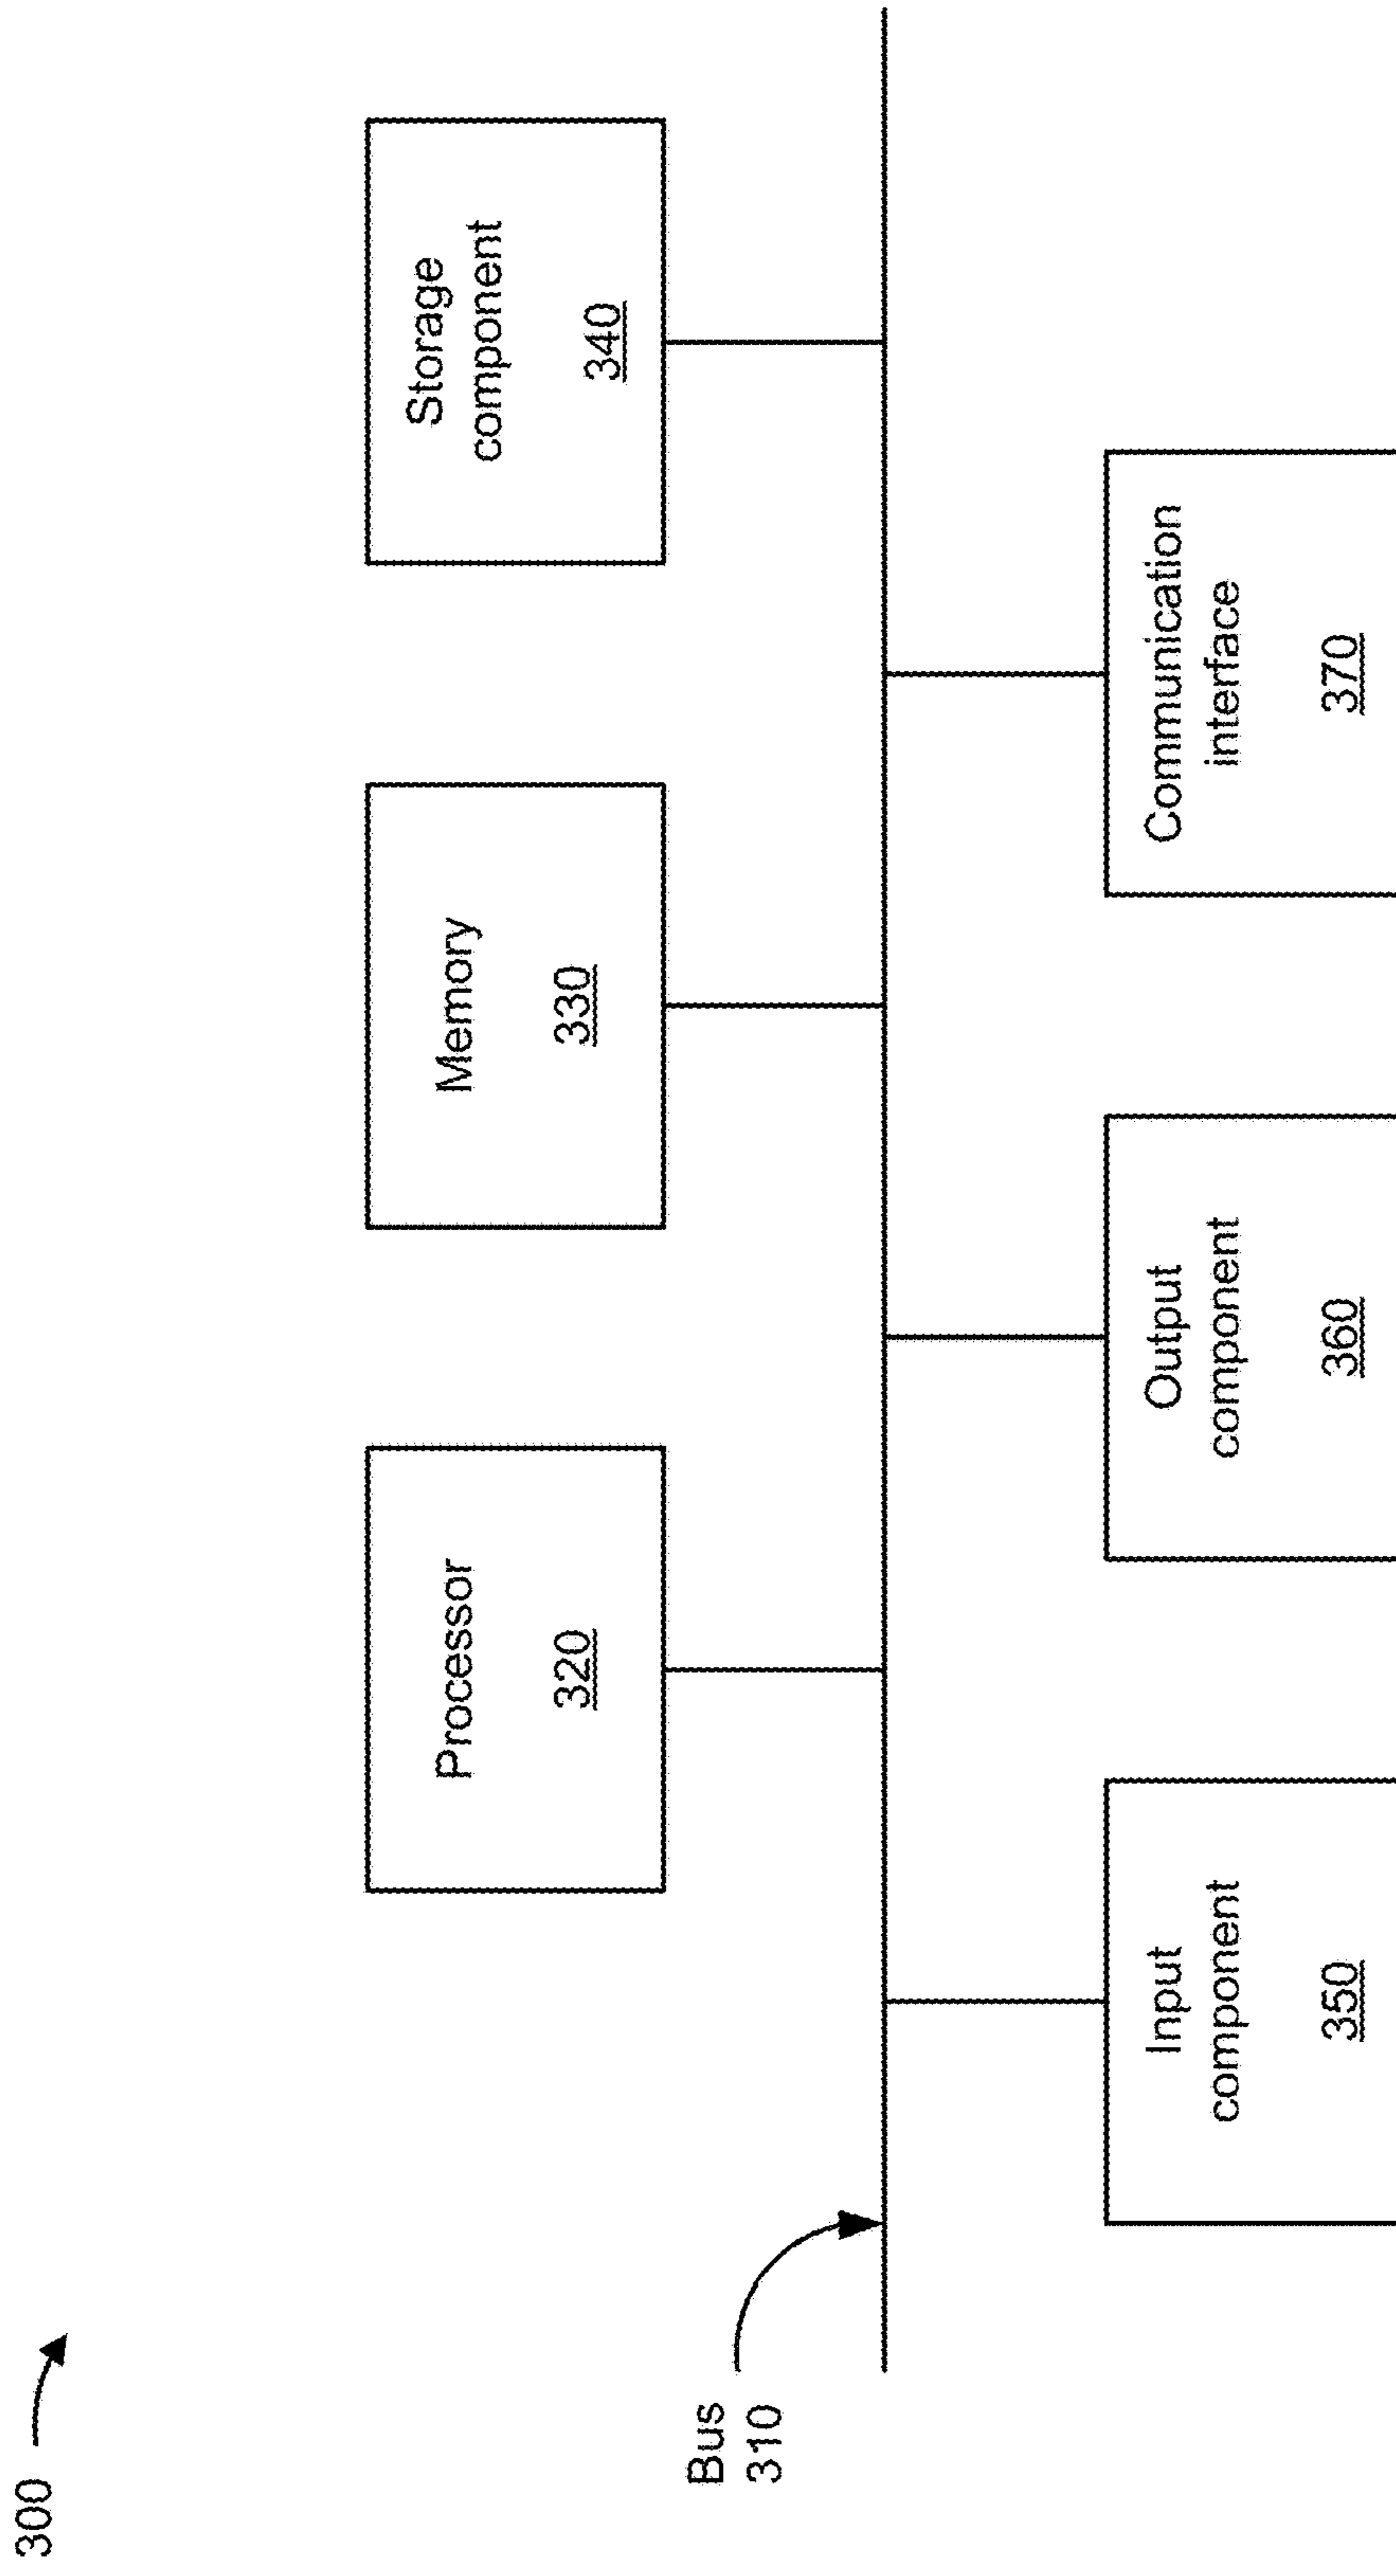 300
Bus
310
Processor
320
Memory
330
Storage
component
340
Input
component
350
Output
component
360
Communication
interface
370